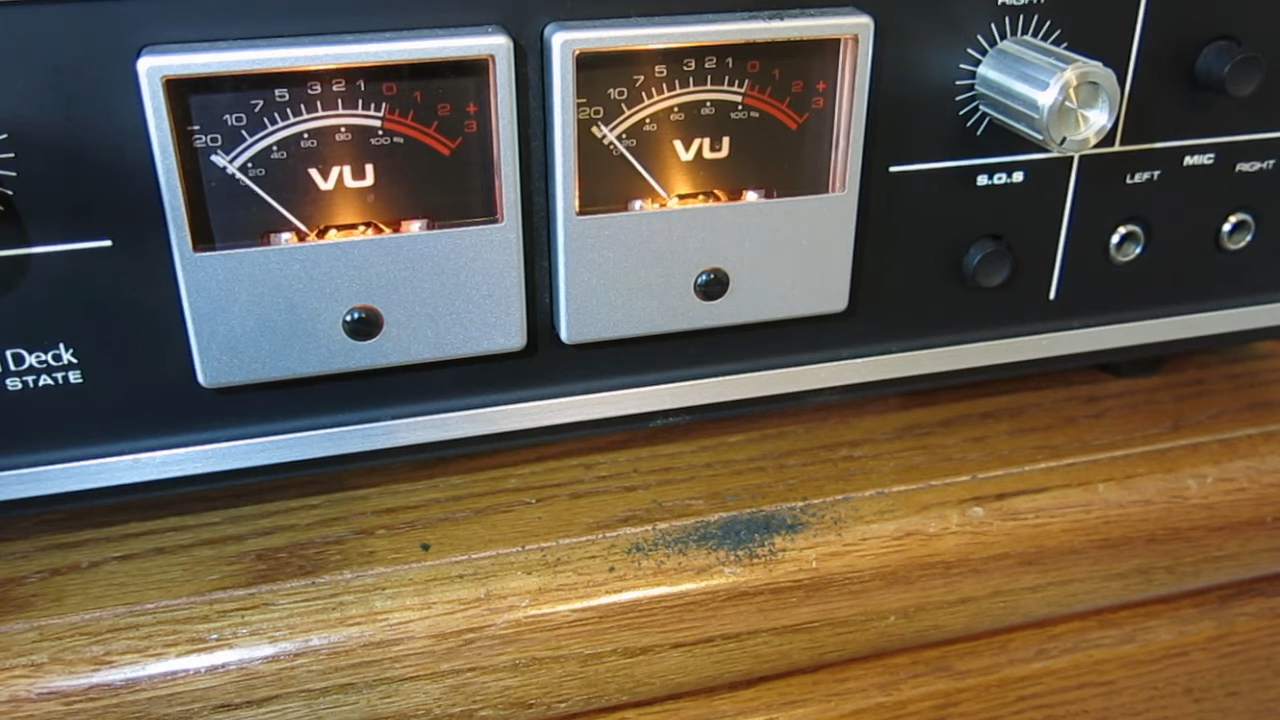 RIGHT
- 20 10 7 5 3 2 1 0 1 2 3 +
0 20 40 60 80 100 %
VU
- 20 10 7 5 3 2 1 0 1 2 3 +
20 40 60 80 100 %
VU
S.O.S
MIC
LEFT
RIGHT
Deck
STATE